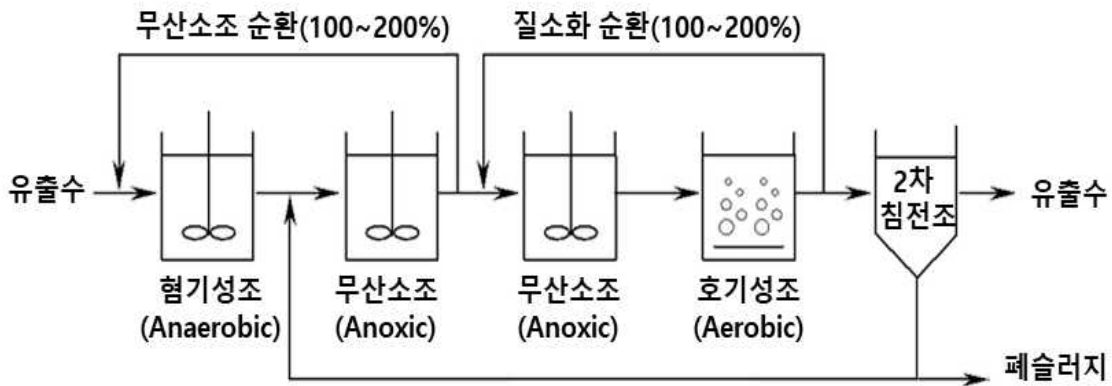 무산소조 순환(100~200%)
질소화 순환(100~200%)
유출수
2차
침전조
유출수
혐기성조
(Anaerobic)
무산소조
(Anoxic)
무산소조
(Anoxic)
호기성조
(Aerobic)
폐슬러지